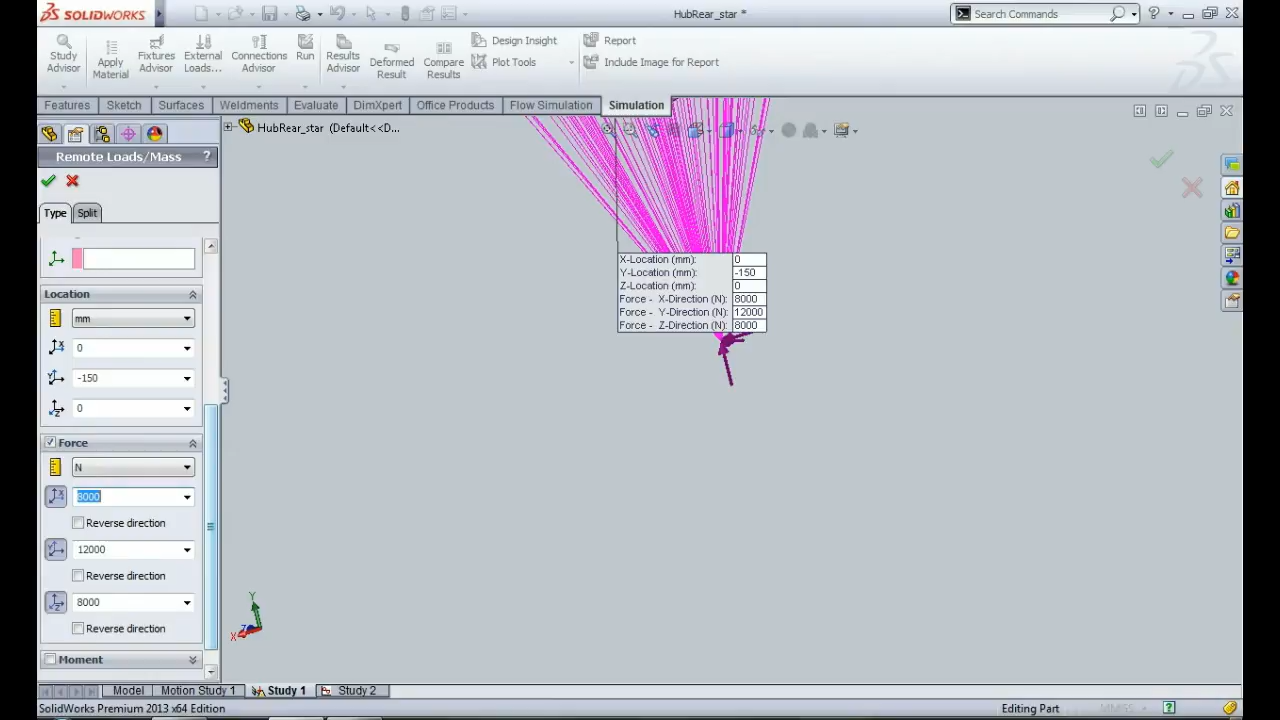 SOLIDWORKS
HubRear_star *
Search Commands
Study Advisor
Apply Material
Fixtures Advisor
External Loads...
Connections Advisor
Run
Results Advisor
Deformed Result
Compare Results
Design Insight
Plot Tools
Report
Include Image for Report
Features
Sketch
Surfaces
Weldments
Evaluate
DimXpert
Office Products
Flow Simulation
Simulation
HubRear_star (Default<<D...
Remote Loads/Mass
?
Type
Split
Location
mm
0
-150
0
Force
N
8000
Reverse direction
12000
Reverse direction
8000
Reverse direction
Moment
X-Location (mm): 0
Y-Location (mm): -150
Z-Location (mm): 0
Force - X-Direction (N): 8000
Force - Y-Direction (N): 12000
Force - Z-Direction (N): 8000
Y
Z
X
Model
Motion Study 1
Study 1
Study 2
SolidWorks Premium 2013 x64 Edition
Editing Part